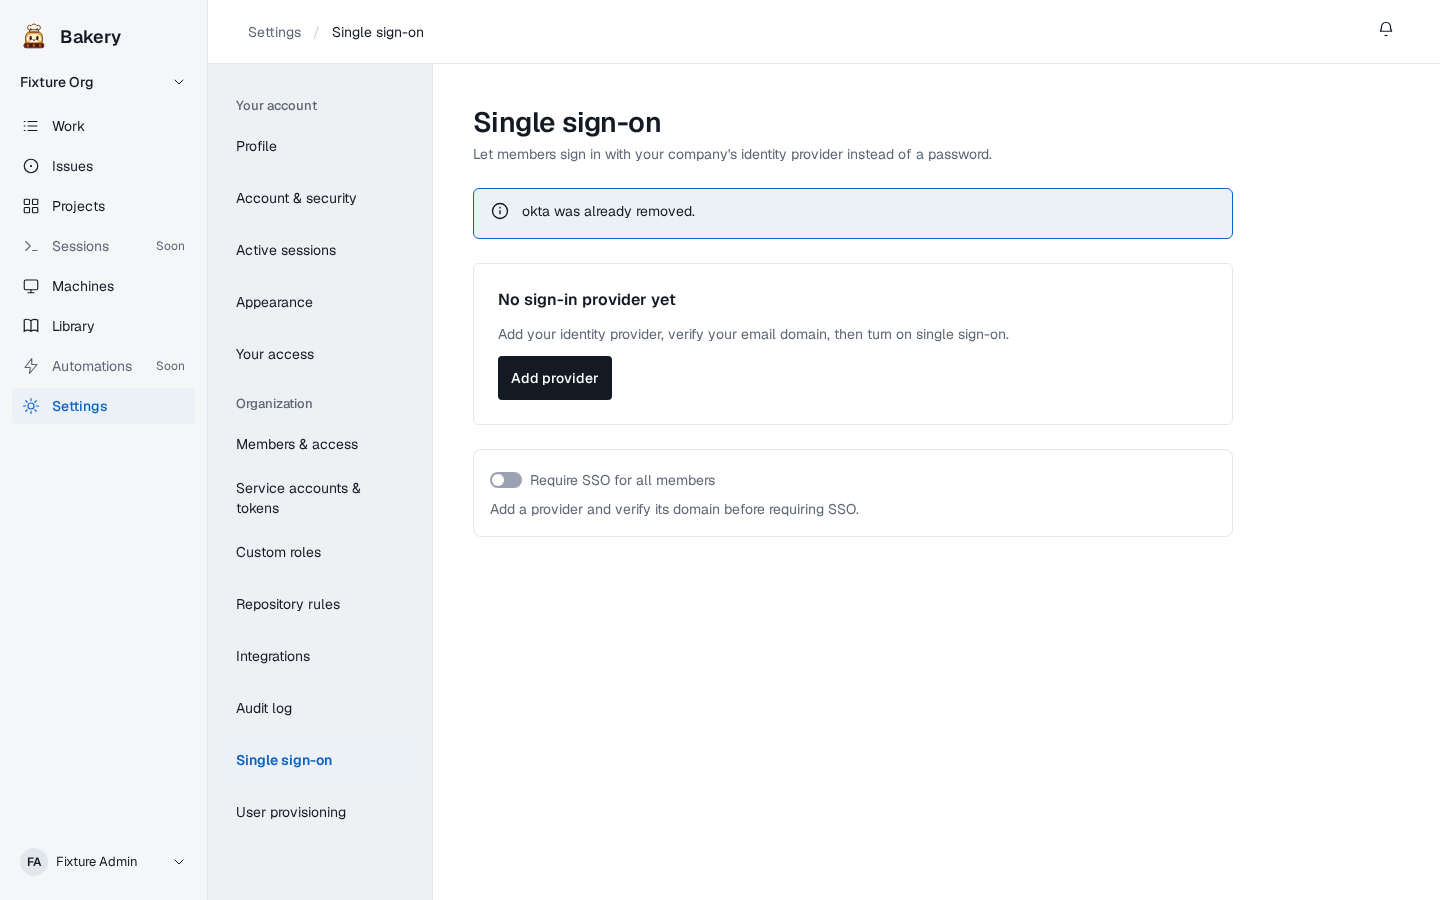 Bakery
Fixture Org
Work
Issues
Projects
Sessions Soon
Machines
Library
Automations Soon
Settings
FA Fixture Admin
Settings / Single sign-on
Your account
Profile
Account & security
Active sessions
Appearance
Your access
Organization
Members & access
Service accounts &
tokens
Custom roles
Repository rules
Integrations
Audit log
Single sign-on
User provisioning
Single sign-on
Let members sign in with your company's identity provider instead of a password.
okta was already removed.
No sign-in provider yet
Add your identity provider, verify your email domain, then turn on single sign-on.
Add provider
Require SSO for all members
Add a provider and verify its domain before requiring SSO.